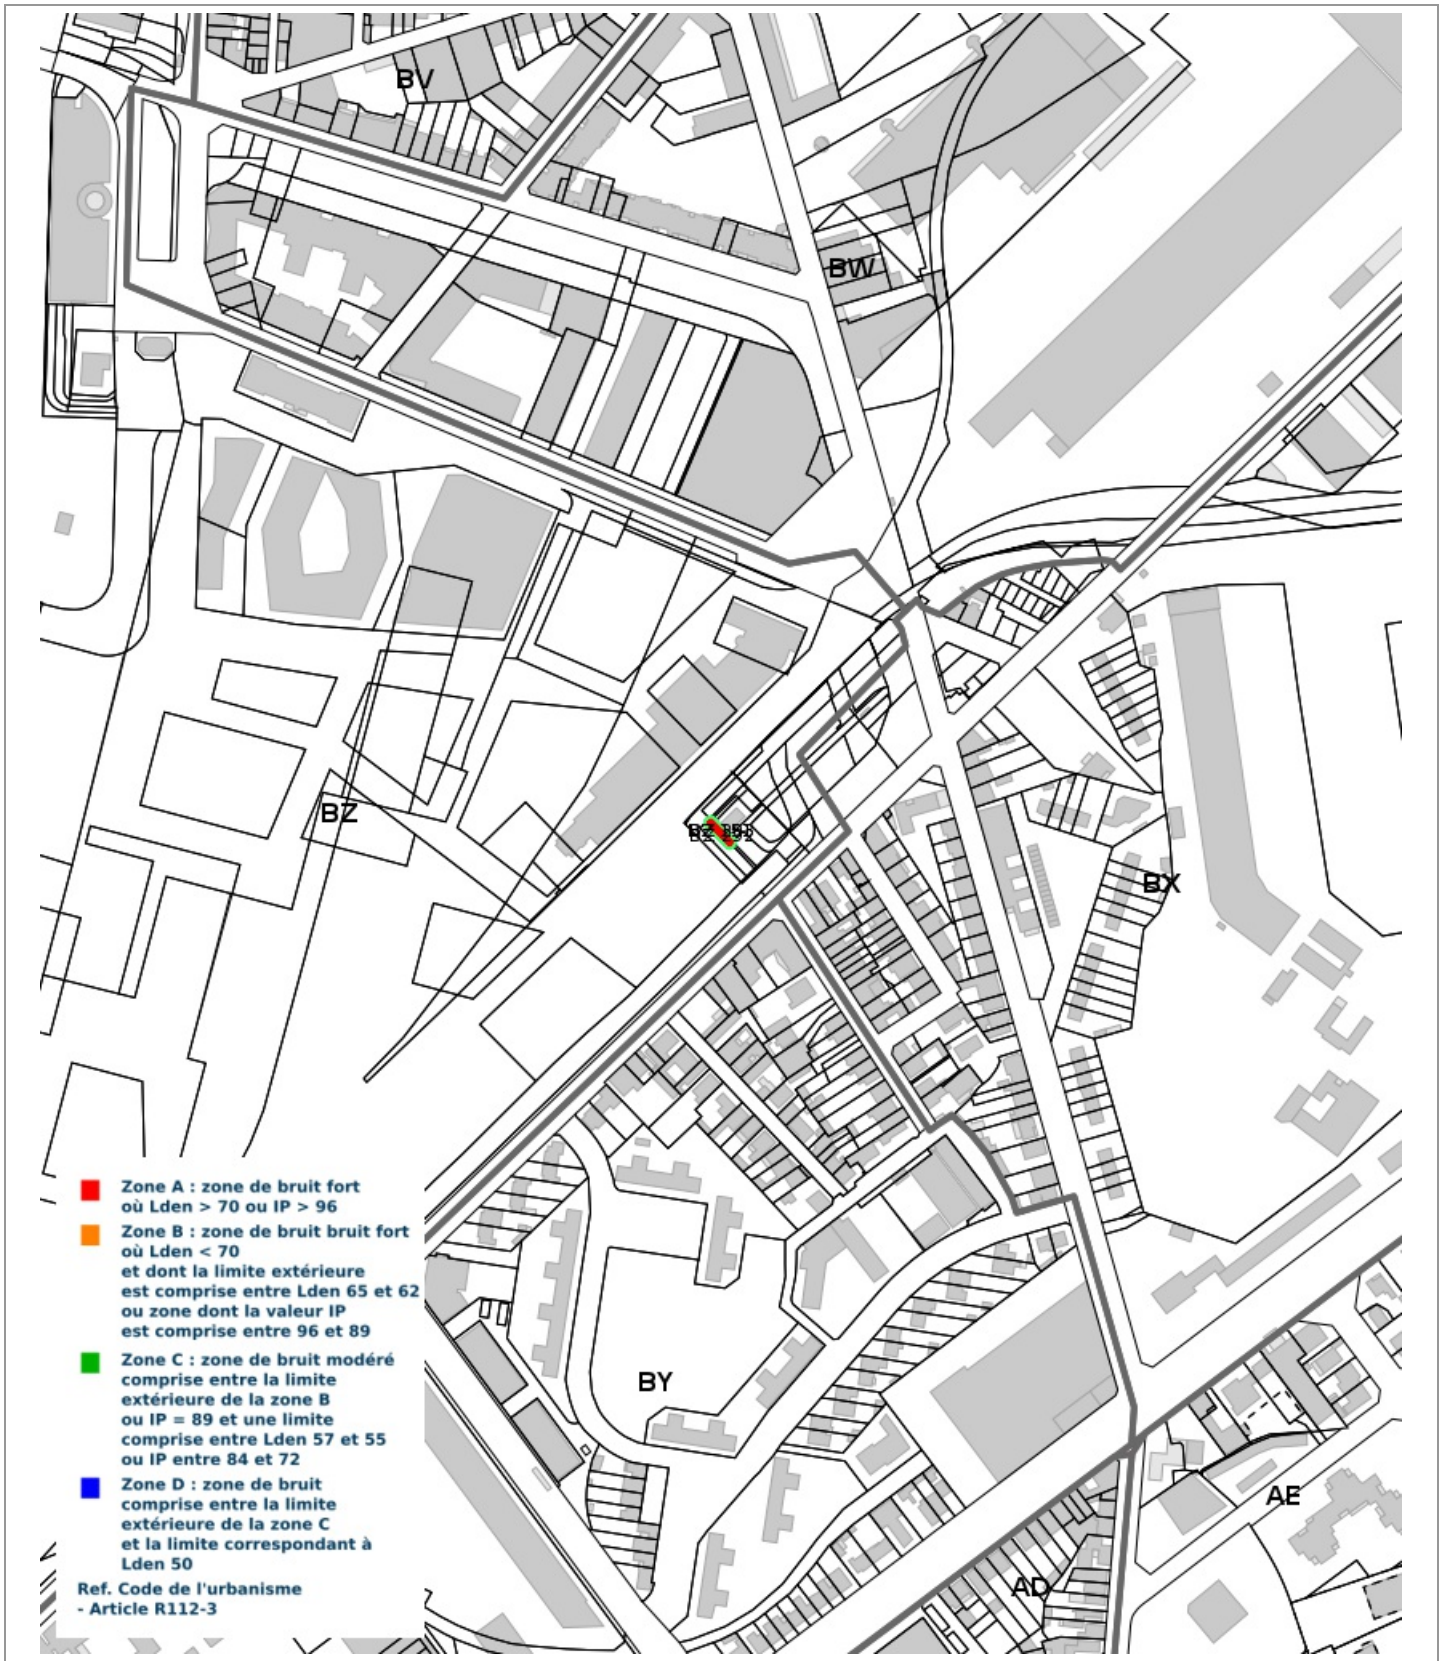 BV
BW
BZ
BX
BY
AE
AD
Zone A : zone de bruit fort
où Lden > 70 ou IP > 96
Zone B : zone de bruit bruit fort
où Lden < 70
et dont la limite extérieure
est comprise entre Lden 65 et 62
ou zone dont la valeur IP
est comprise entre 96 et 89
Zone C : zone de bruit modéré
comprise entre la limite
extérieure de la zone B
ou IP = 89 et une limite
comprise entre Lden 57 et 55
ou IP entre 84 et 72
Zone D : zone de bruit
comprise entre la limite
extérieure de la zone C
et la limite correspondant à
Lden 50
Ref. Code de l'urbanisme
- Article R112-3